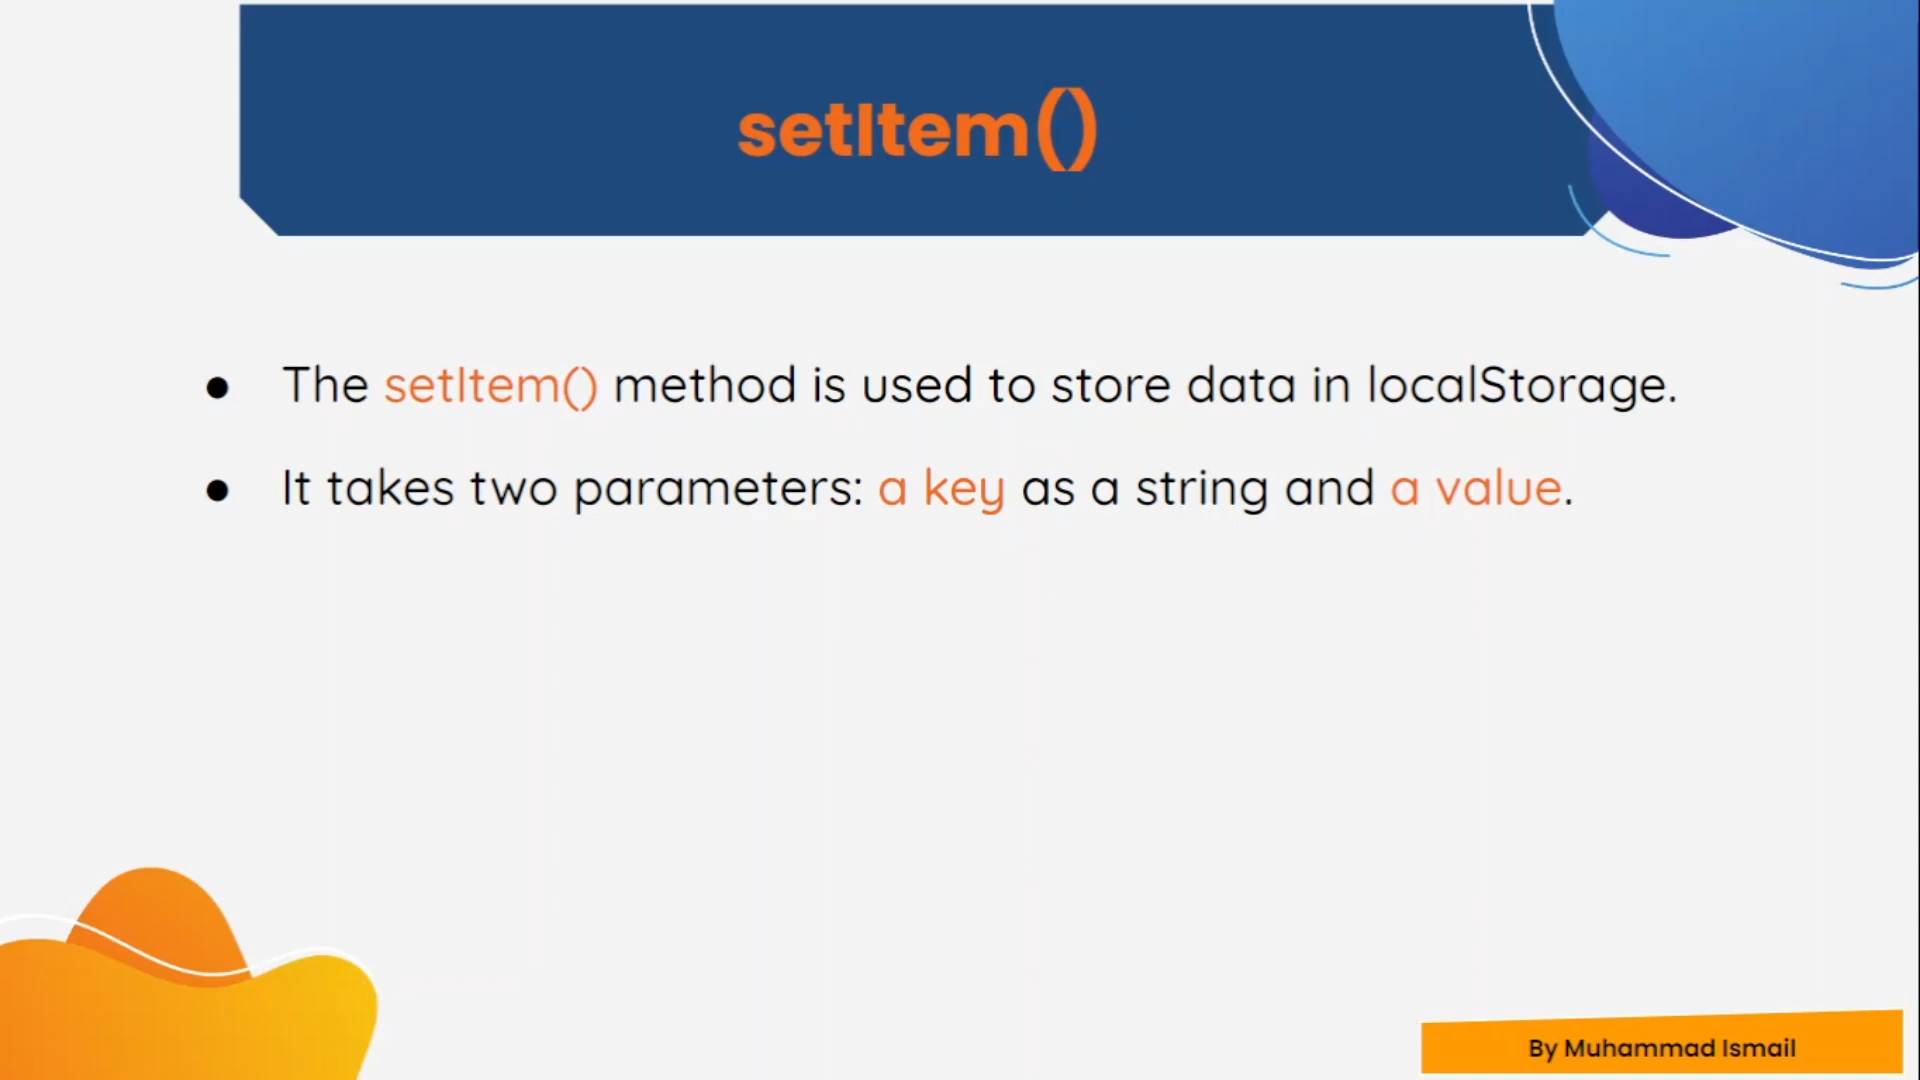 setItem()
● The setItem() method is used to store data in localStorage.
● It takes two parameters: a key as a string and a value.
By Muhammad Ismail